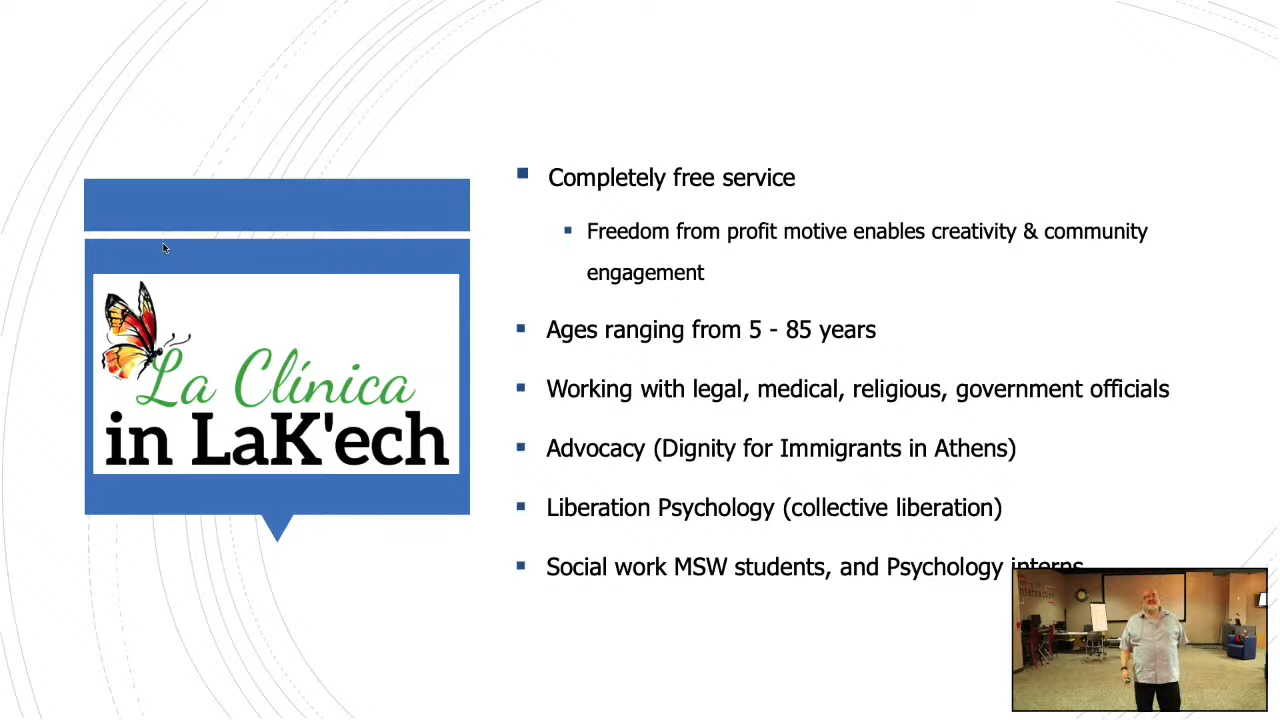 La Clínica
in LaK'ech
Completely free service
Freedom from profit motive enables creativity & community
engagement
Ages ranging from 5 - 85 years
Working with legal, medical, religious, government officials
Advocacy (Dignity for Immigrants in Athens)
Liberation Psychology (collective liberation)
Social work MSW students, and Psychology interns